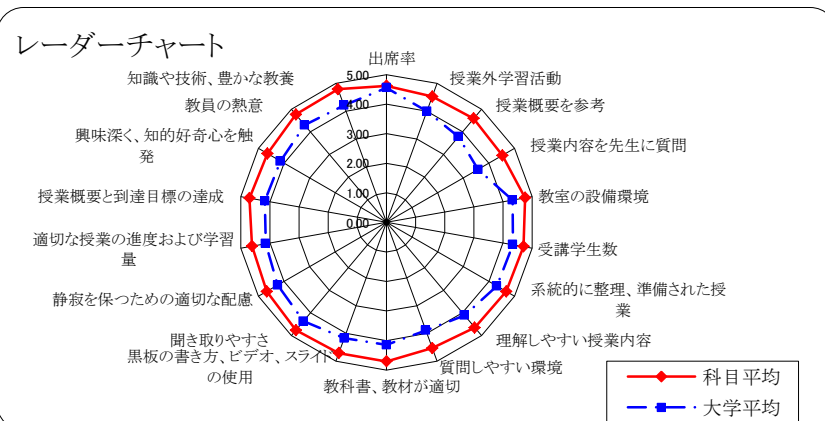 レーダーチャート
出席率
授業外学習活動
授業概要を参考
授業内容を先生に質問
教室の設備環境
受講学生数
系統的に整理、準備された授
業
理解しやすい授業内容
質問しやすい環境
教科書、教材が適切
黒板の書き方、ビデオ、スライド
の使用
聞き取りやすさ
静寂を保つための適切な配慮
適切な授業の進度および学習
量
授業概要と到達目標の達成
興味深く、知的好奇心を触
発
教員の熱意
知識や技術、豊かな教養
5.00
4.00
3.00
2.00
1.00
0.00
科目平均
大学平均